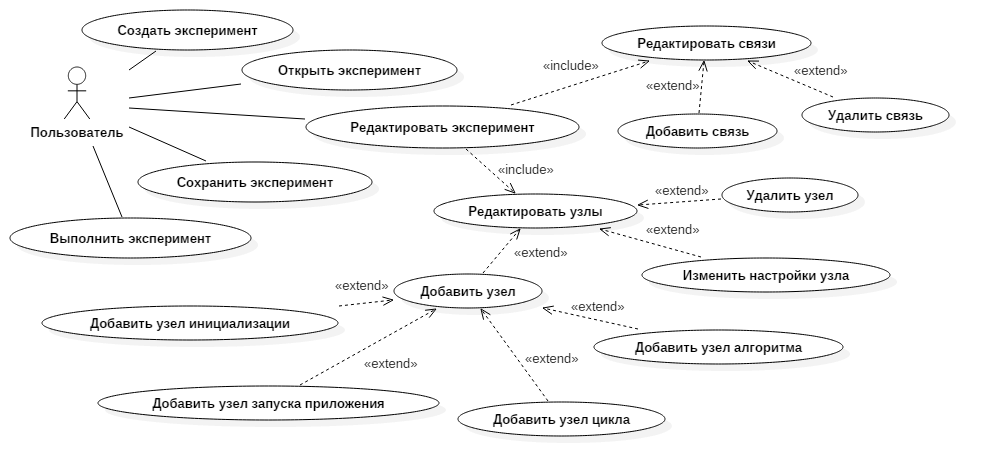 Создать эксперимент
Редактировать связи
Открыть эксперимент
«include»
«extend»
«extend»
Пользователь
Редактировать эксперимент
Добавить связь
Удалить связь
«include»
Сохранить эксперимент
«extend»
Удалить узел
Редактировать узлы
Выполнить эксперимент
«extend»
«extend»
Изменить настройки узла
«extend»
Добавить узел
«extend»
Добавить узел инициализации
Добавить узел алгоритма
«extend»
«extend»
Добавить узел запуска приложения
Добавить узел цикла